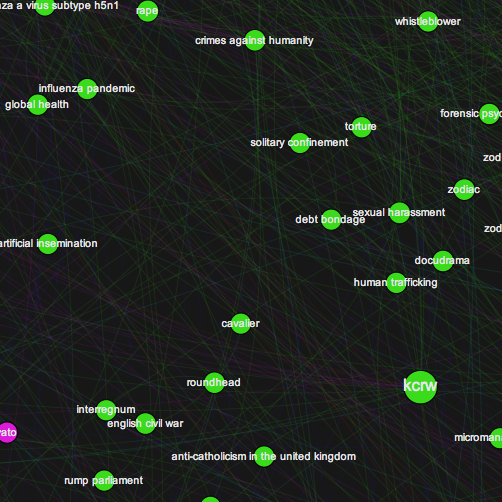 za a virus subtype h5n1
rape
whistleblower
crimes against humanity
influenza pandemic
global health
forensic psyc
torture
solitary confinement
zod
zodiac
sexual harassment
debt bondage
zod
artificial insemination
docudrama
human trafficking
cavalier
roundhead
kcrw
interregnum
english civil war
vato
microman
anti-catholicism in the united kingdom
rump parliament